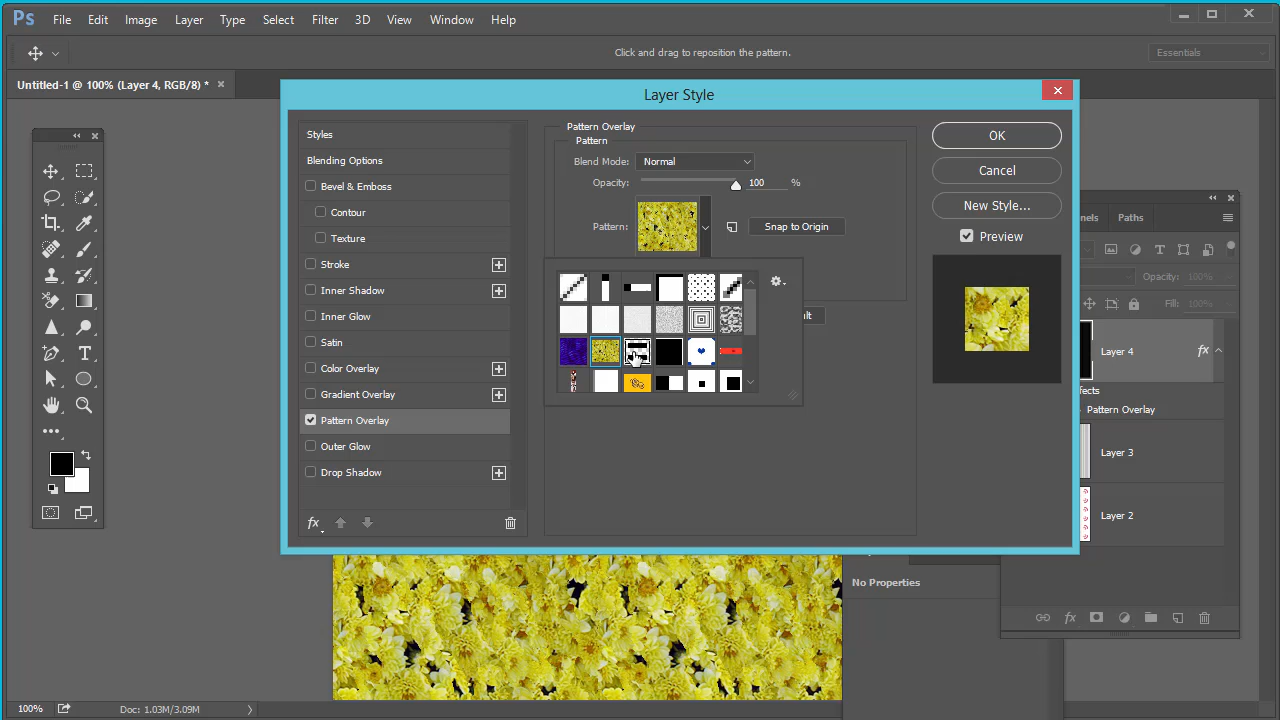 Ps File Edit Image Layer Type Select Filter 3D View Window Help
Click and drag to reposition the pattern.
Essentials
Untitled-1 @ 100% (Layer 4, RGB/8) * ×
Layer Style
Styles
Blending Options
Bevel & Emboss
Contour
Texture
Stroke
Inner Shadow
Inner Glow
Satin
Color Overlay
Gradient Overlay
Pattern Overlay
Outer Glow
Drop Shadow
fx
Pattern Overlay
Pattern
Blend Mode: Normal
Opacity: 100 %
Pattern: Snap to Origin
ult
OK
Cancel
New Style...
Preview
nels Paths
Opacity: 100%
Fill: 100%
Layer 4 fx
fects
Pattern Overlay
Layer 3
Layer 2
No Properties
fx
100% Doc: 1.03M/3.09M